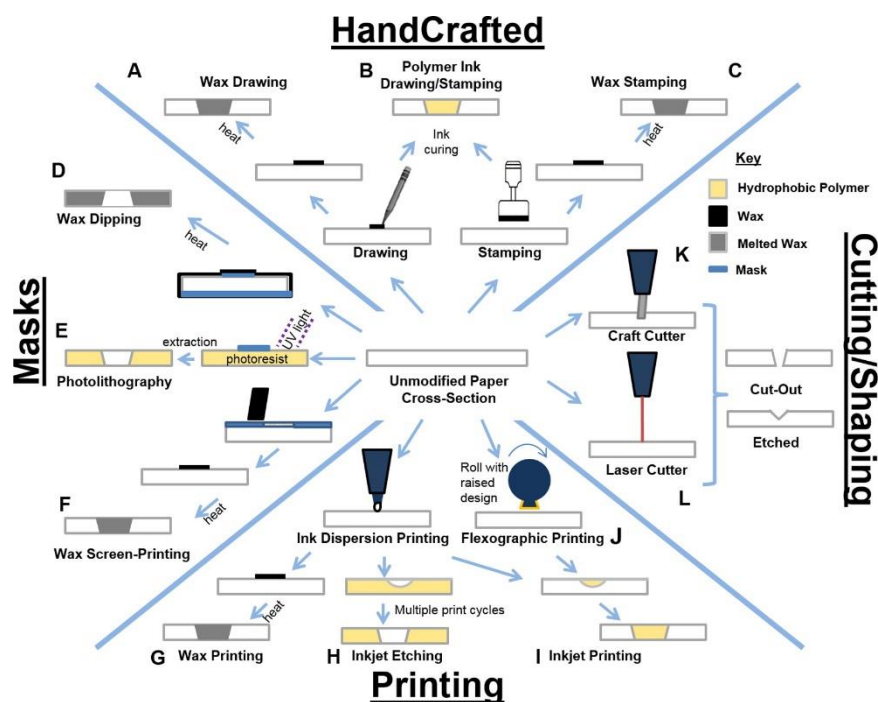 HandCrafted
A
Wax Drawing
heat
B
Polymer Ink
Drawing/Stamping
Ink
curing
C
Wax Stamping
heat
Drawing
Stamping
Key
Hydrophobic Polymer
Wax
Melted Wax
Mask
Masks
D
Wax Dipping
heat
E
Photolithography
extraction
photoresist
UV light
F
Wax Screen-Printing
heat
Unmodified Paper
Cross-Section
Cutting/Shaping
K
Craft Cutter
Laser Cutter
L
Cut-Out
Etched
Ink Dispersion Printing
Roll with
raised
design
Flexographic Printing
J
heat
G
Wax Printing
Multiple print cycles
H
Inkjet Etching
I
Inkjet Printing
Printing